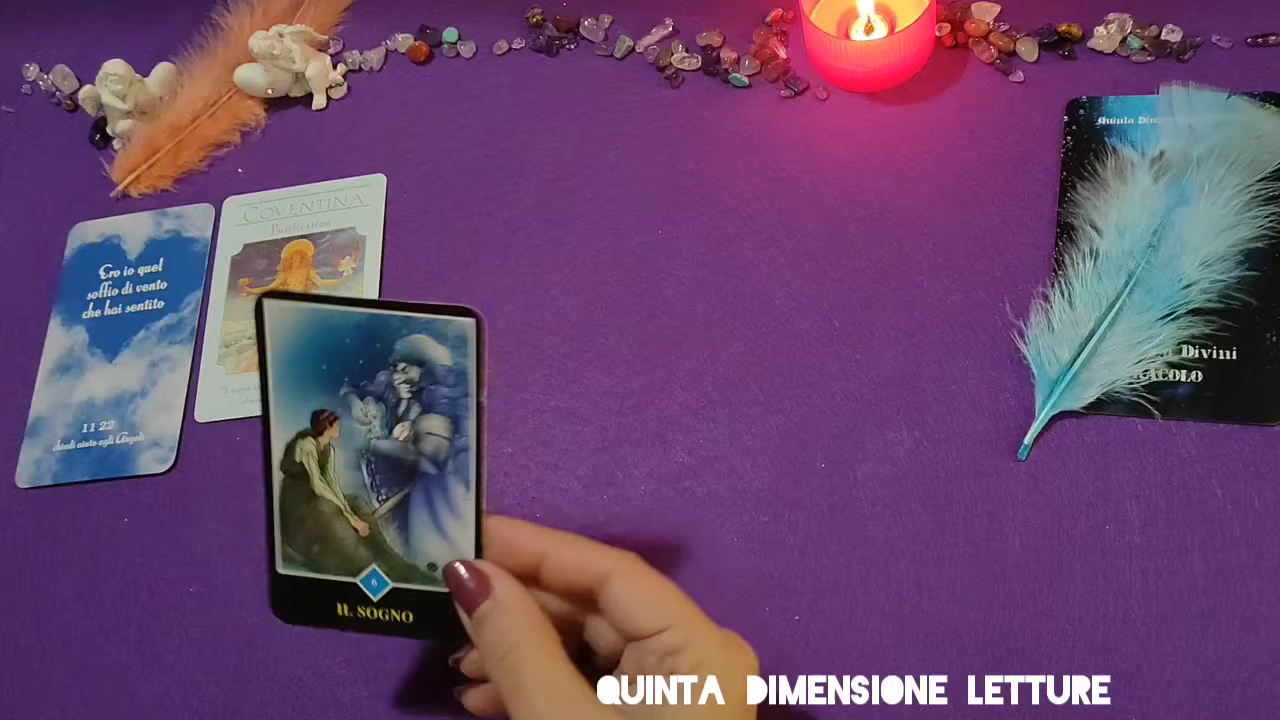 Ero io quel
soffio di vento
che hai sentito
11 22
chiedi aiuto agli Angeli
COVENTINA
Purification
6
IL SOGNO
Quinta
Divini
QUINTA DIMENSIONE LETTURE